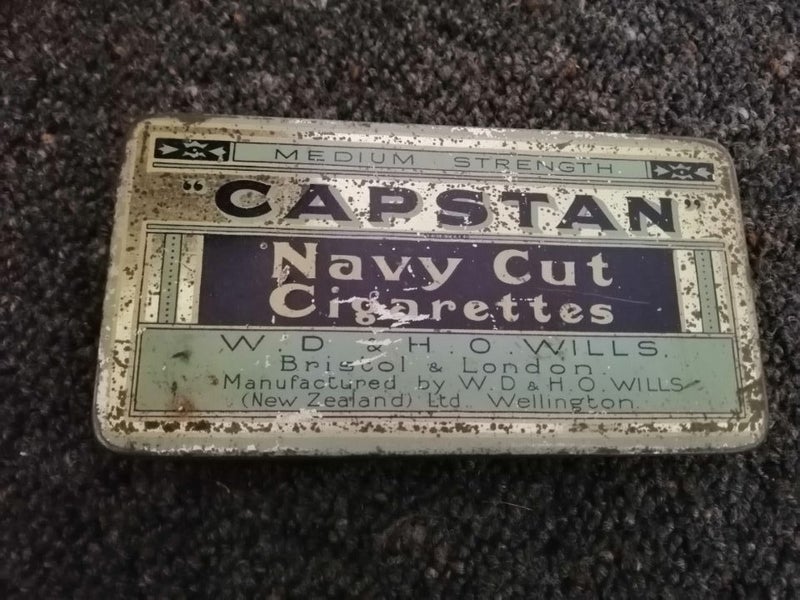 MEDIUM STRENGTH
"CAPSTAN"
Navy Cut
Cigarettes
W. D. & H. O. WILLS.
Bristol & London
Manufactured by W. D & H. O. WILLS
(New Zealand) Ltd. Wellington.